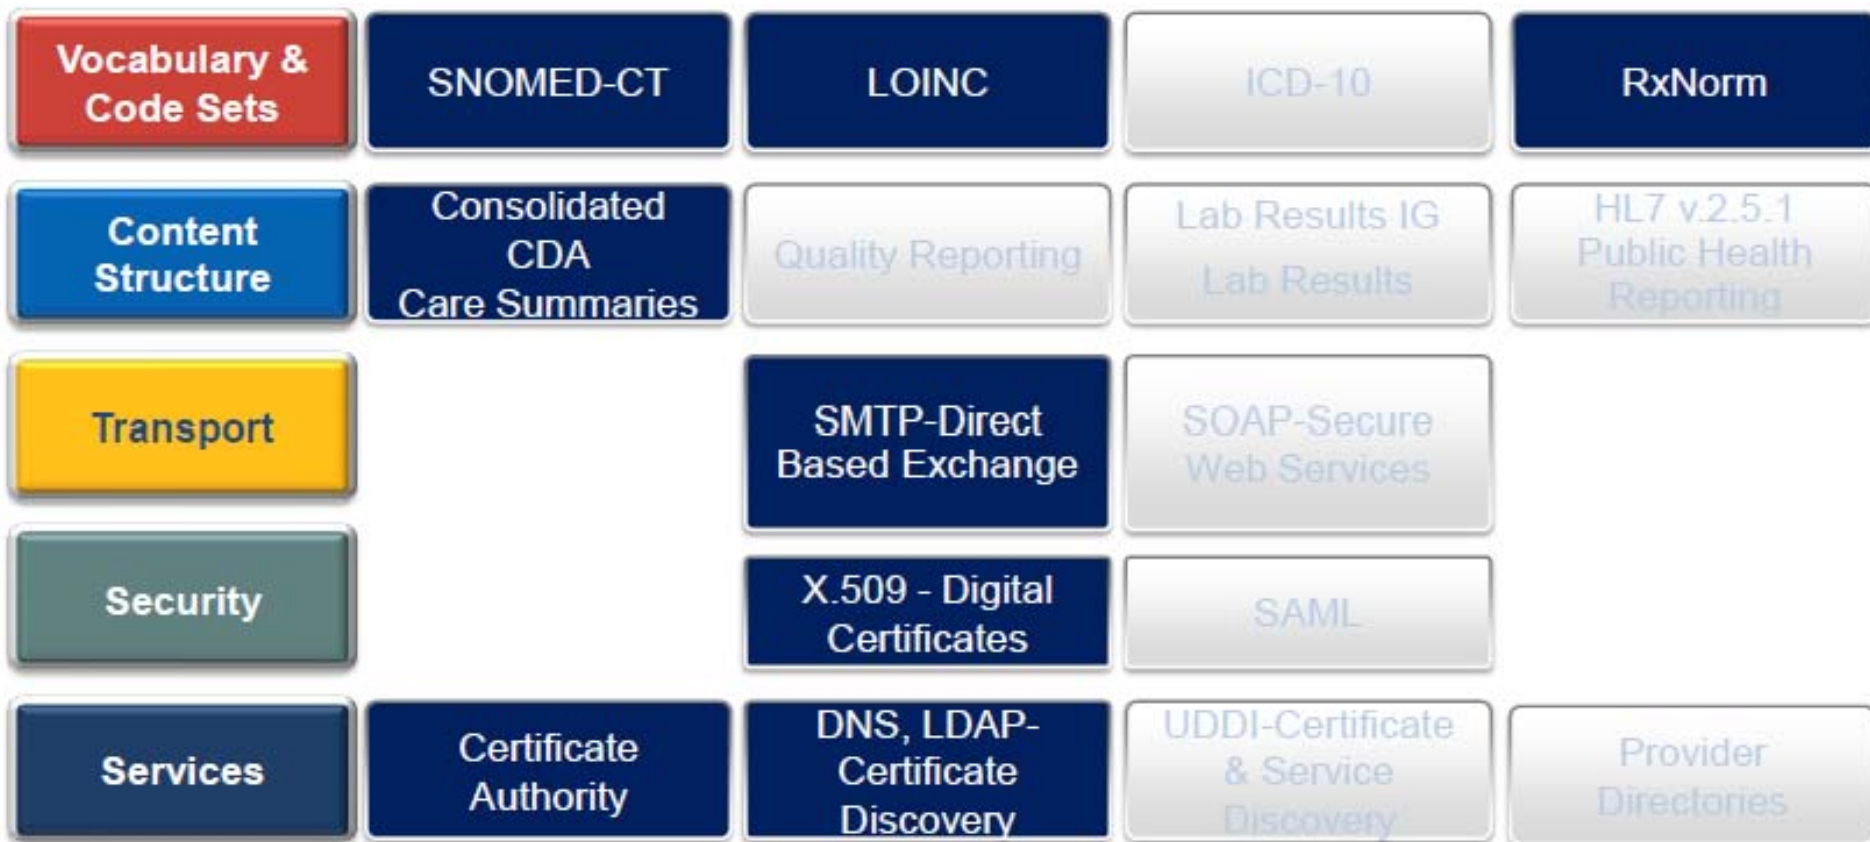 Vocabulary &
Code Sets
SNOMED-CT
LOINC
ICD-10
RxNorm
Content
Structure
Consolidated
CDA
Care Summaries
Quality Reporting
Lab Results IG
Lab Results
HL7 v.2.5.1
Public Health
Reporting
Transport
SMTP-Direct
Based Exchange
SOAP-Secure
Web Services
Security
X.509 - Digital
Certificates
SAML
Services
Certificate
Authority
DNS, LDAP-
Certificate
Discovery
UDDI-Certificate
& Service
Discovery
Provider
Directories